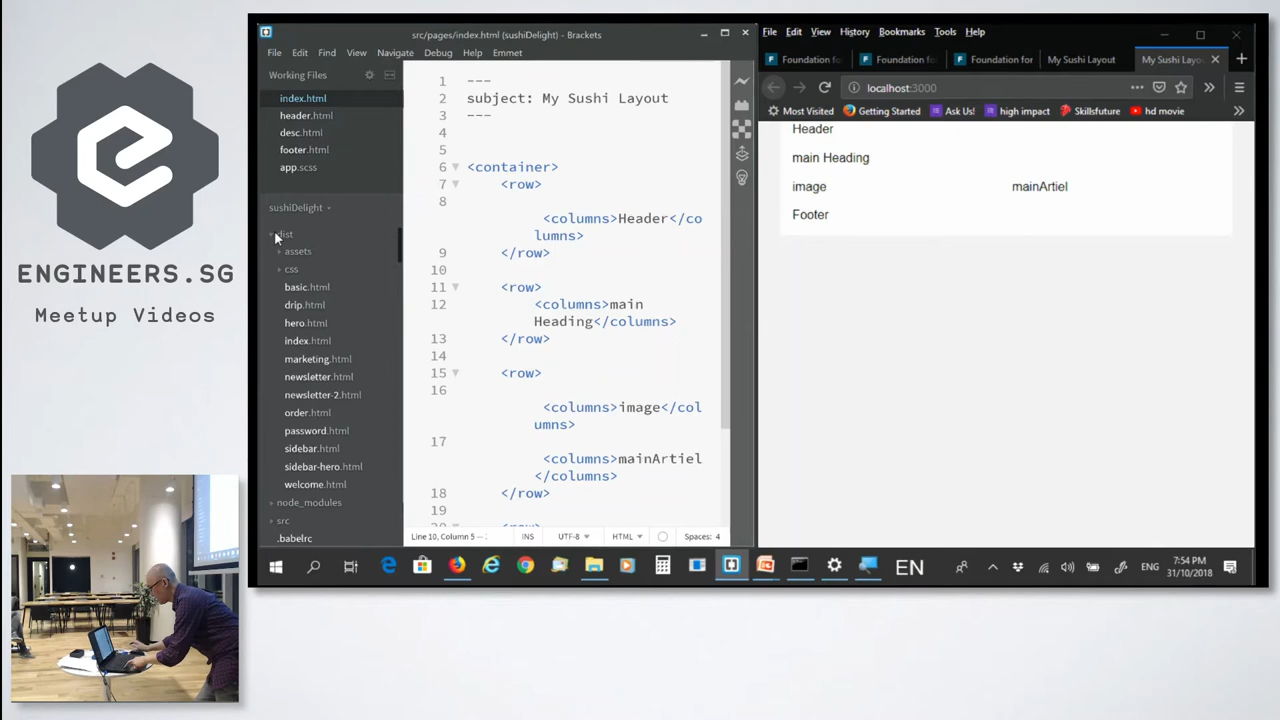 ENGINEERS.SG
Meetup Videos
src/pages/index.html (sushiDelight) - Brackets
File Edit Find View Navigate Debug Help Emmet
Working Files
index.html
header.html
desc.html
footer.html
app.scss
sushiDelight
dist
assets
css
basic.html
drip.html
hero.html
index.html
marketing.html
newsletter.html
newsletter-2.html
order.html
password.html
sidebar.html
sidebar-hero.html
welcome.html
node_modules
src
.babelrc
1 ---
2 subject: My Sushi Layout
3 ---
4
5
6 <container>
7 <row>
8
<columns>Header</co
lumns>
9 </row>
10
11 <row>
12 <columns>main
Heading</columns>
13 </row>
14
15 <row>
16
<columns>image</col
umns>
17
<columns>mainArtiel
</columns>
18 </row>
19
Line 10, Column 5 —
INS UTF-8 HTML Spaces: 4
File Edit View History Bookmarks Tools Help
Foundation for Foundation for Foundation for My Sushi Layout My Sushi Layo
localhost:3000
Most Visited Getting Started Ask Us! high impact Skillsfuture hd movie
Header
main Heading
image mainArtiel
Footer
EN
ENG
7:54 PM
31/10/2018